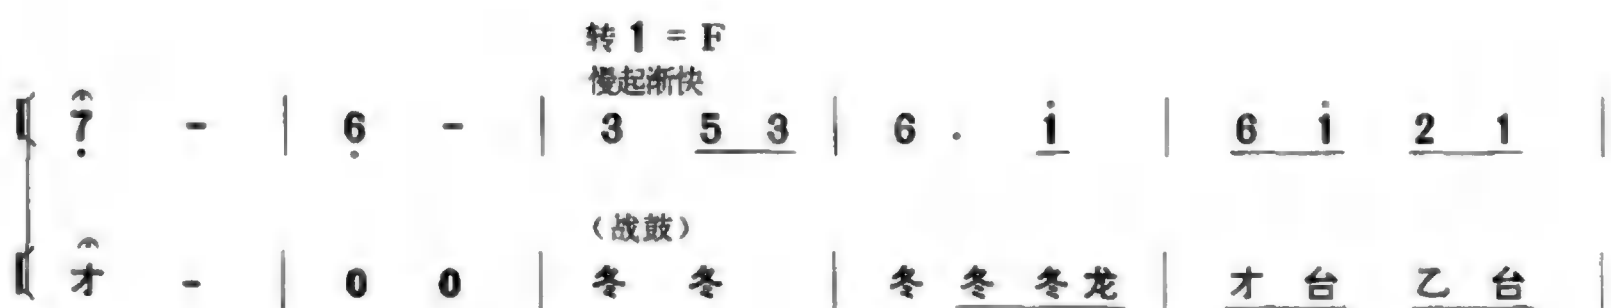 转 1 = F
慢起渐快
7 - | 6 - | 3 5 3 | 6 . i | 6 i 2 1 |
(战鼓)
才 - | 0 0 | 冬 冬 | 冬 冬 冬龙 | 才 台 乙 台 |